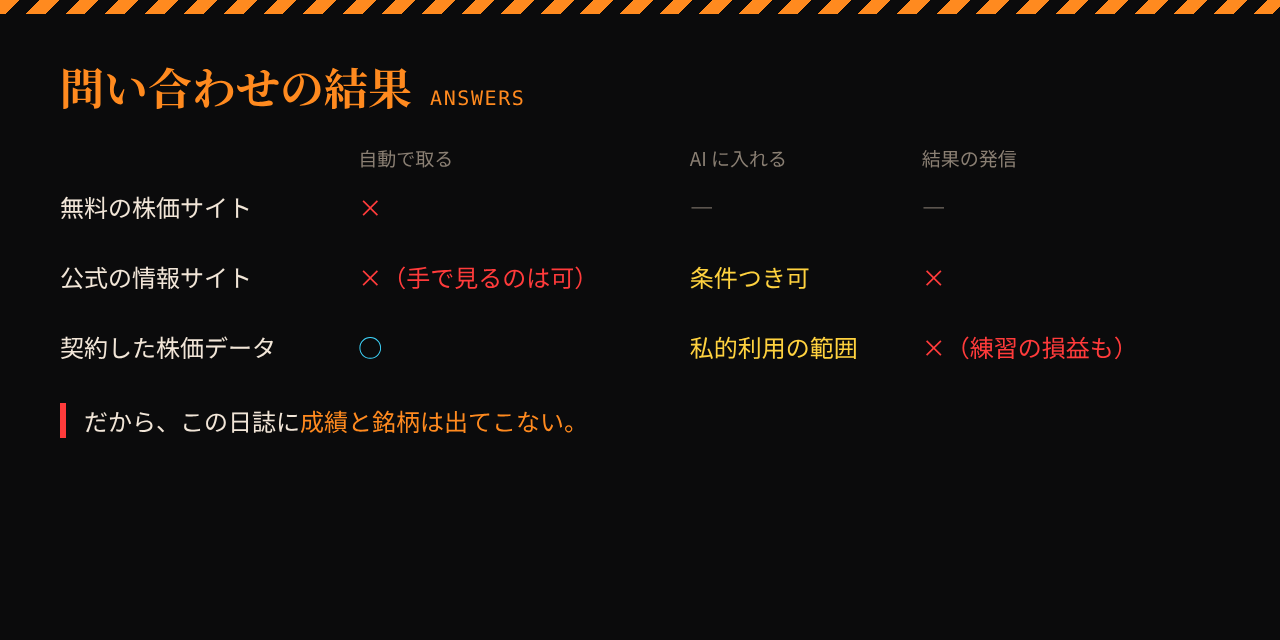 問い合わせの結果 ANSWERS
自動で取る AI に入れる 結果の発信
無料の株価サイト × — —
公式の情報サイト ×（手で見るのは可） 条件つき可 ×
契約した株価データ ○ 私的利用の範囲 ×（練習の損益も）
だから、この日誌に成績と銘柄は出てこない。